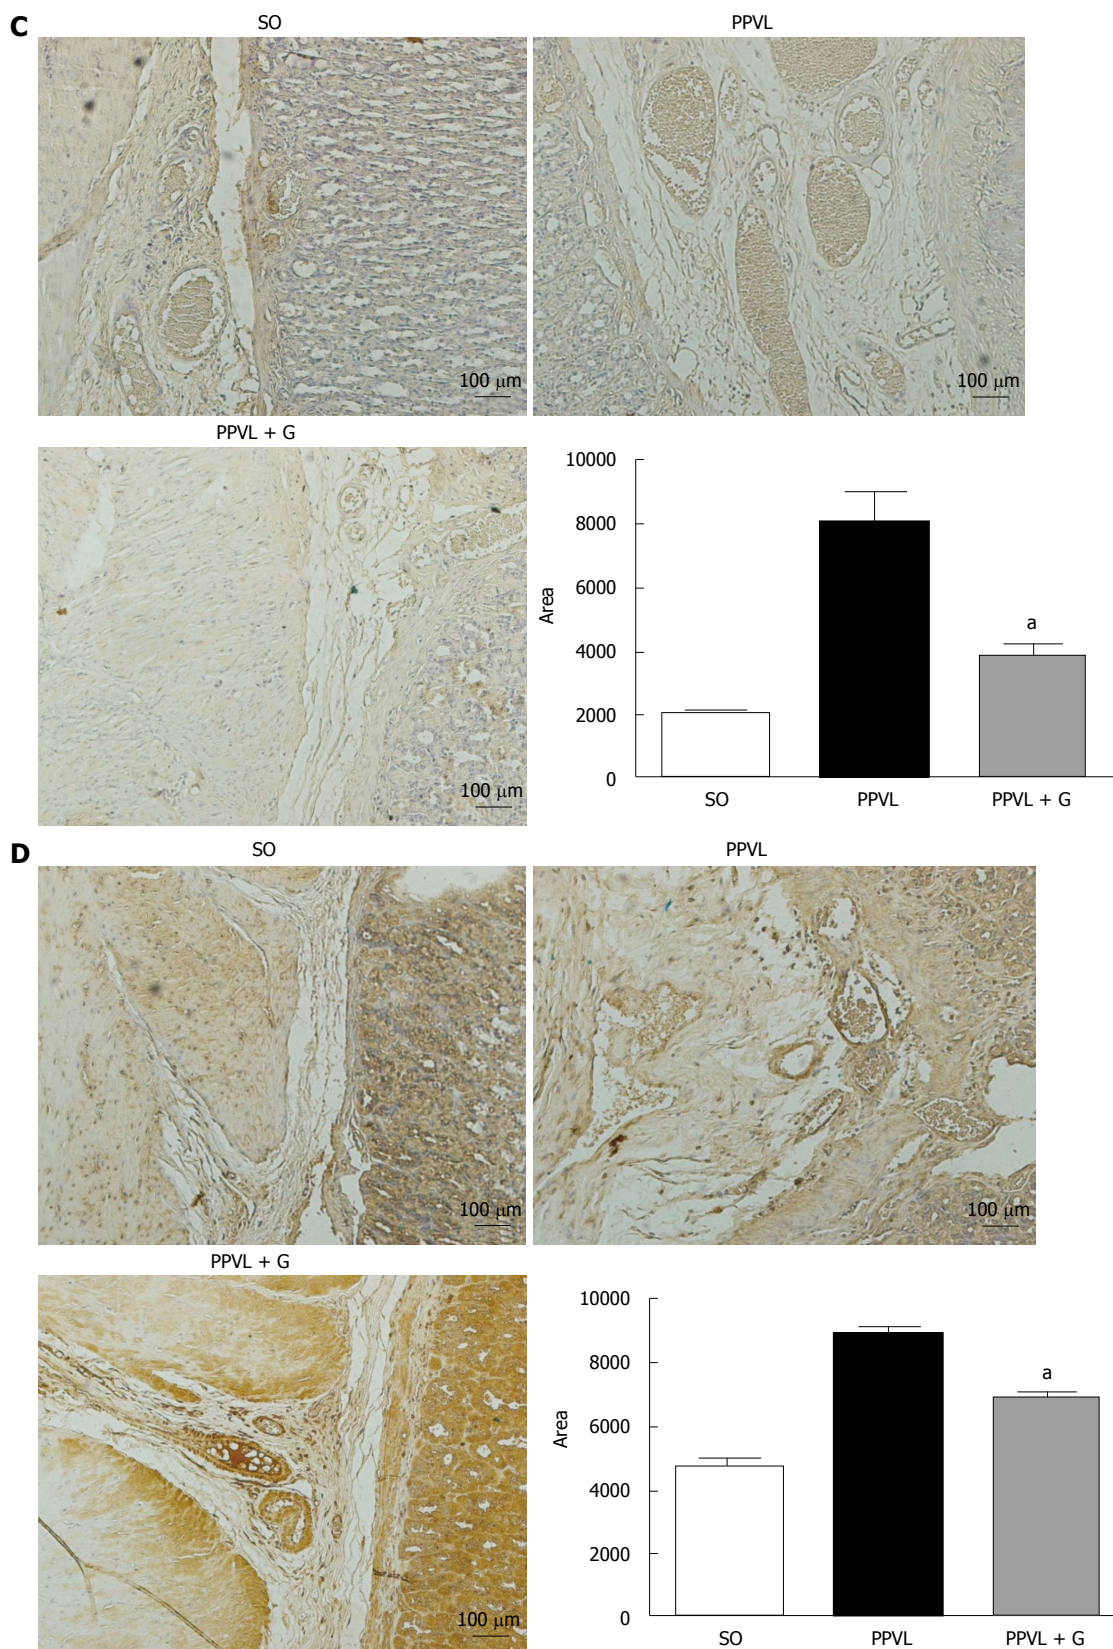 C
SO
PPVL
100 μm
100 μm
PPVL + G
100 μm
10000
8000
6000
4000
2000
0
Area
a
SO
PPVL
PPVL + G
D
SO
PPVL
100 μm
100 μm
PPVL + G
100 μm
10000
8000
6000
4000
2000
0
Area
a
SO
PPVL
PPVL + G